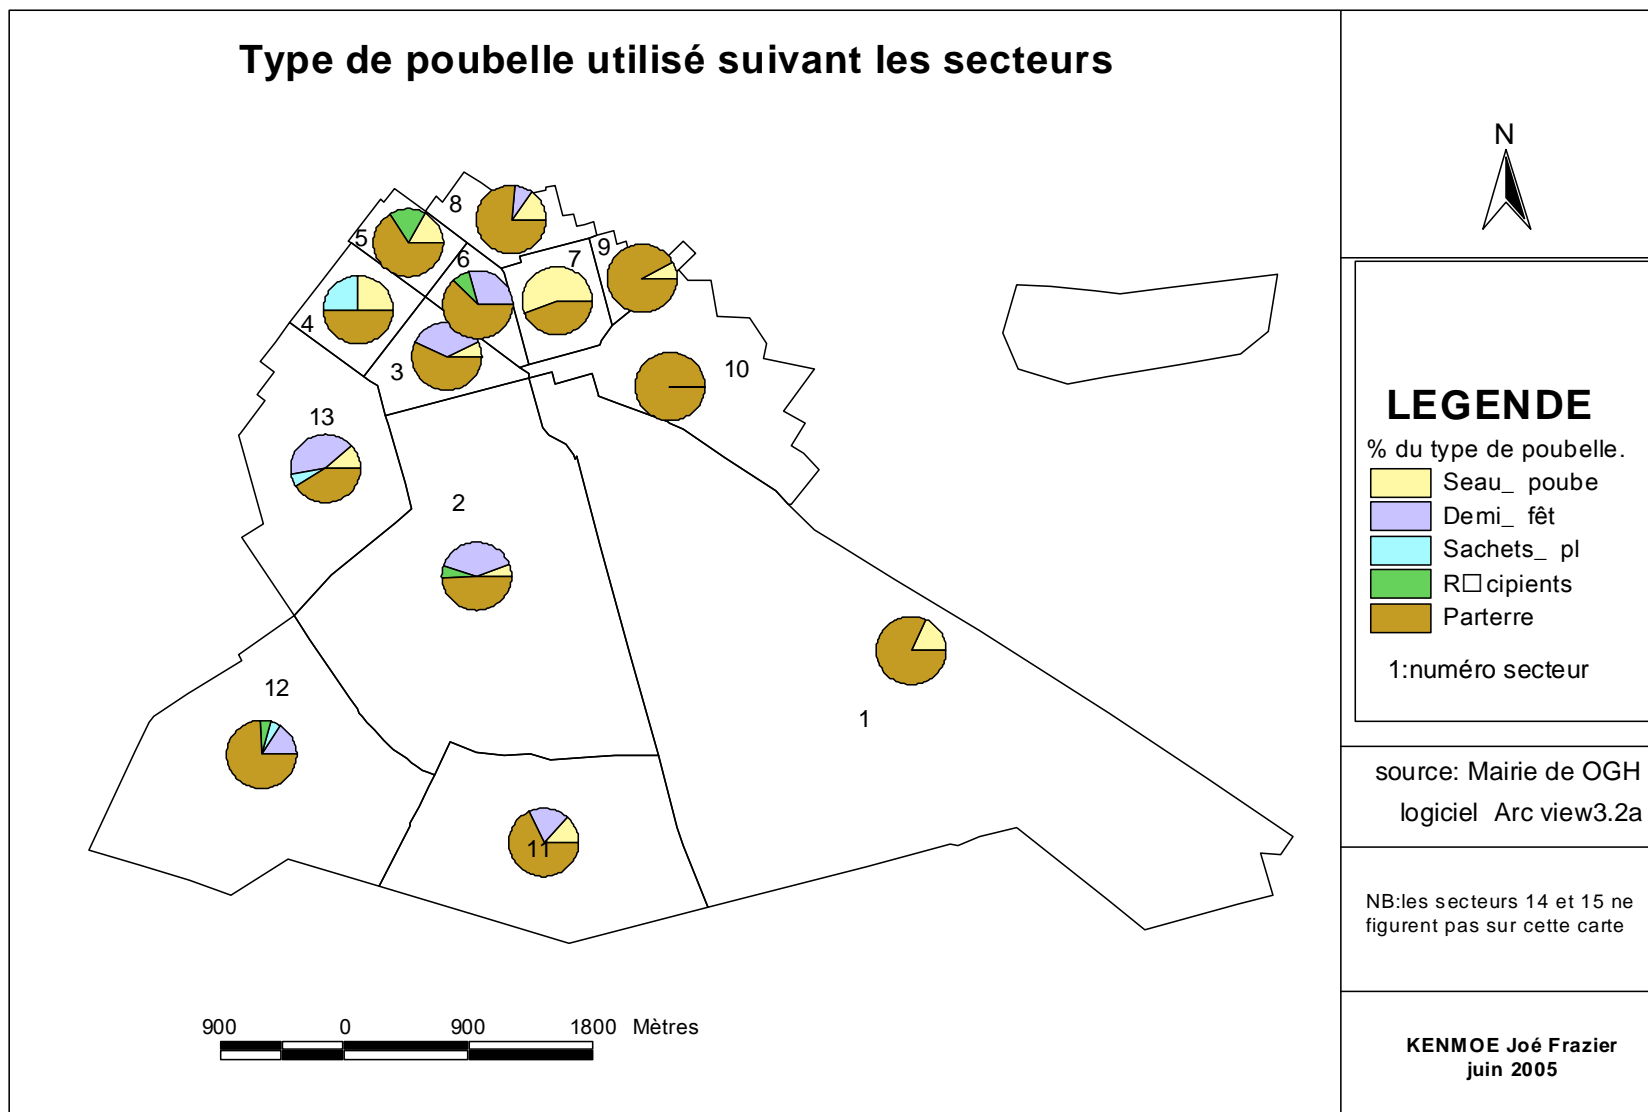 Type de poubelle utilisé suivant les secteurs
8
5
6
7
9
4
3
10
13
2
12
1
11
900 0 900 1800 Mètres
N
LEGENDE
% du type de poubelle.
Seau_ poube
Demi_ fêt
Sachets_ pl
R□cipients
Parterre
1:numéro secteur
source: Mairie de OGH
logiciel Arc view3.2a
NB:les secteurs 14 et 15 ne
figurent pas sur cette carte
KENMOE Joé Frazier
juin 2005